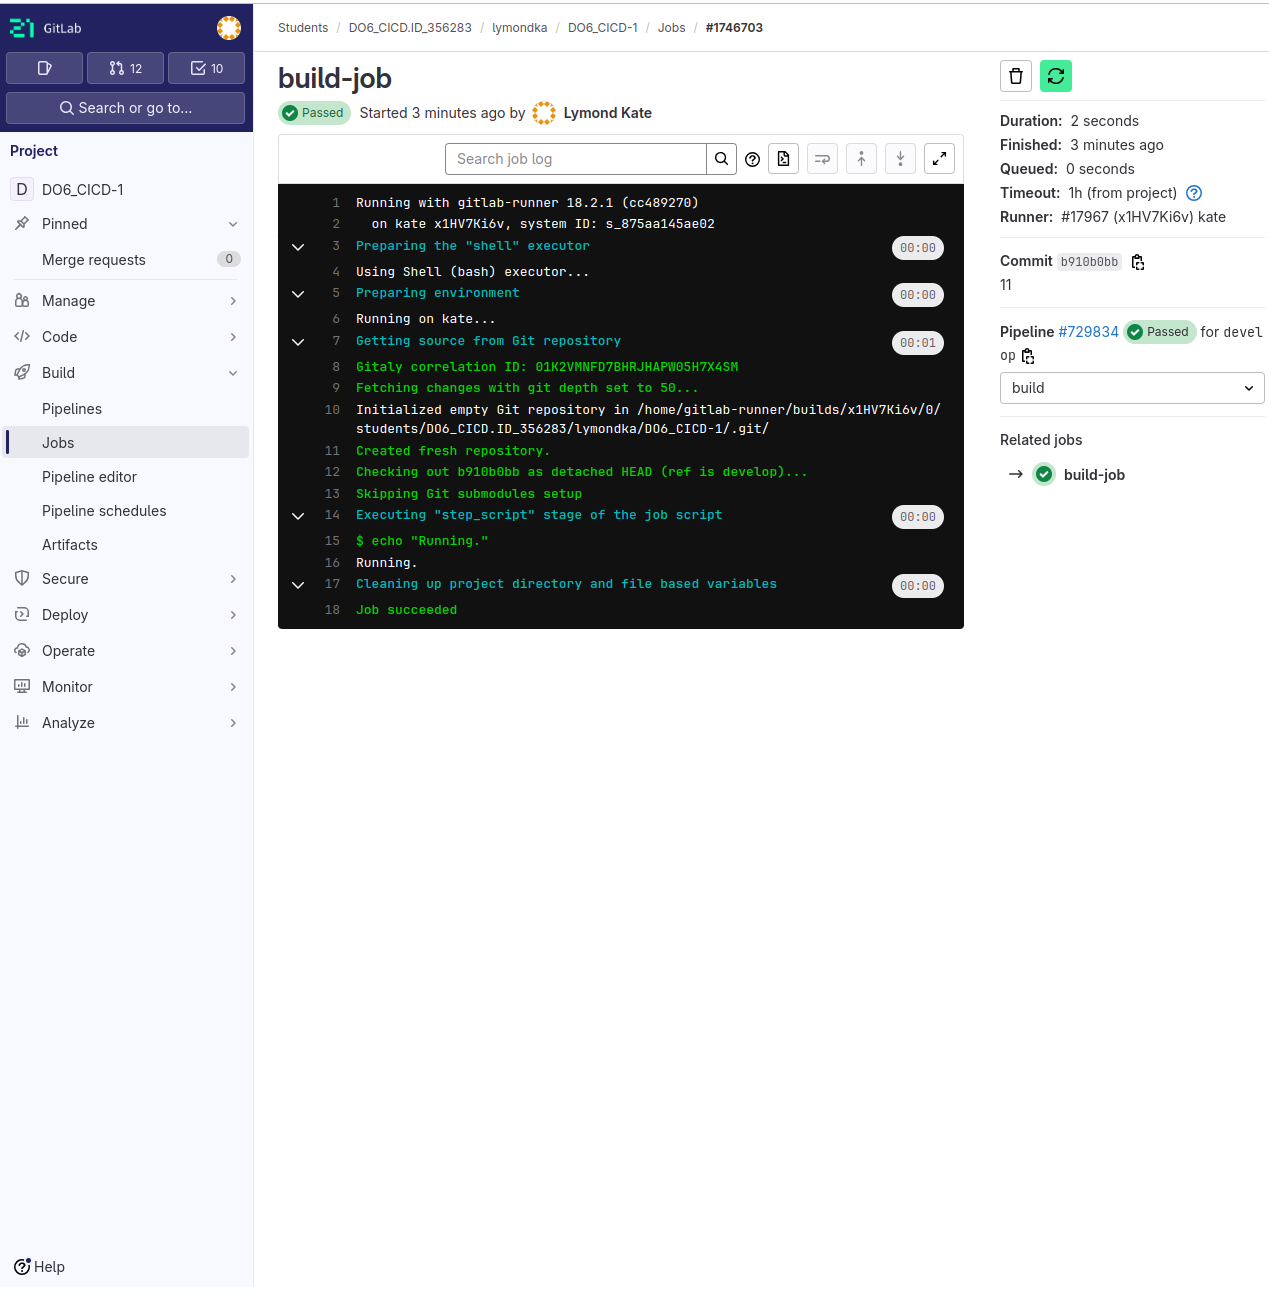 GitLab
12
10
Search or go to...
Project
D DO6_CICD-1
Pinned
Merge requests 0
Manage
Code
Build
Pipelines
Jobs
Pipeline editor
Pipeline schedules
Artifacts
Secure
Deploy
Operate
Monitor
Analyze
Help
Students / DO6_CICD.ID_356283 / lymondka / DO6_CICD-1 / Jobs / #1746703
build-job
Passed Started 3 minutes ago by Lymond Kate
Search job log
1 Running with gitlab-runner 18.2.1 (cc489270)
2 on kate x1HV7Ki6v, system ID: s_875aa145ae02
3 Preparing the "shell" executor 00:00
4 Using Shell (bash) executor...
5 Preparing environment 00:00
6 Running on kate...
7 Getting source from Git repository 00:01
8 Gitaly correlation ID: 01K2VMNFD7BHRJHAPW05H7X4SM
9 Fetching changes with git depth set to 50...
10 Initialized empty Git repository in /home/gitlab-runner/builds/x1HV7Ki6v/0/
students/DO6_CICD.ID_356283/lymondka/DO6_CICD-1/.git/
11 Created fresh repository.
12 Checking out b910b0bb as detached HEAD (ref is develop)...
13 Skipping Git submodules setup
14 Executing "step_script" stage of the job script 00:00
15 $ echo "Running."
16 Running.
17 Cleaning up project directory and file based variables 00:00
18 Job succeeded
Duration: 2 seconds
Finished: 3 minutes ago
Queued: 0 seconds
Timeout: 1h (from project)
Runner: #17967 (x1HV7Ki6v) kate
Commit b910b0bb
11
Pipeline #729834 Passed for devel
op
build
Related jobs
→ build-job